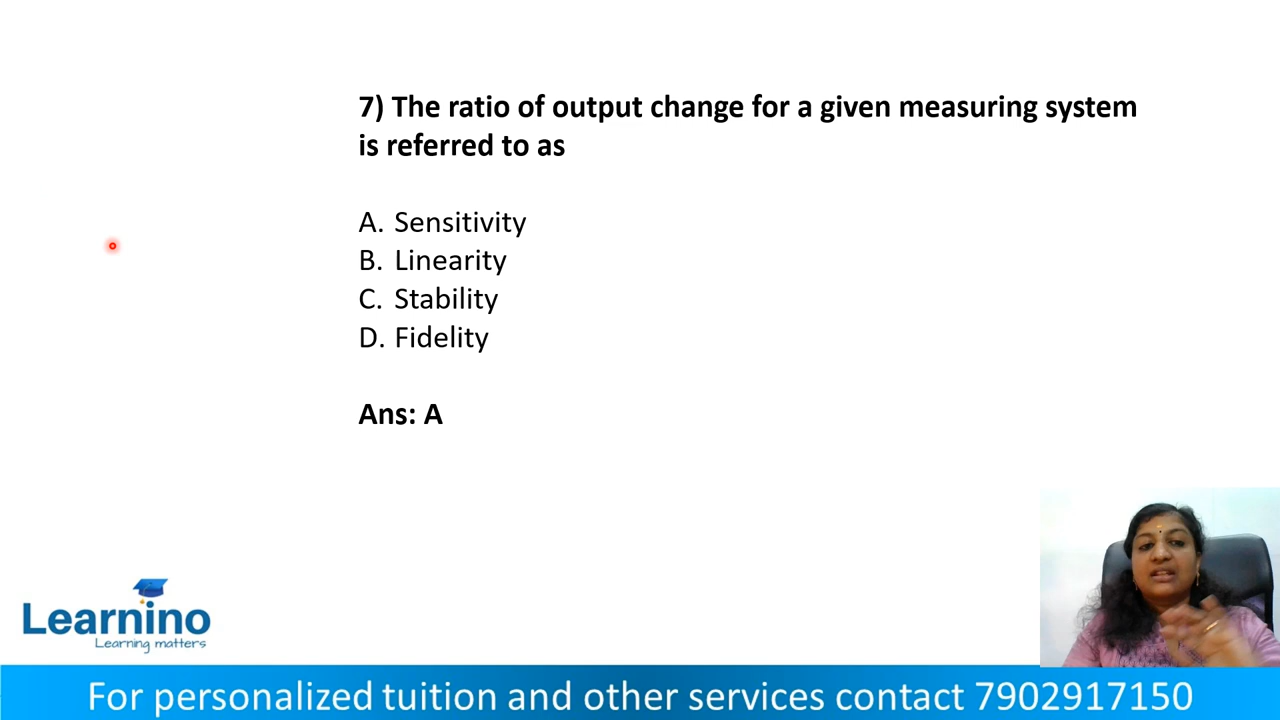 7) The ratio of output change for a given measuring system
is referred to as
A. Sensitivity
B. Linearity
C. Stability
D. Fidelity
Ans: A
Learnino
Learning matters
For personalized tuition and other services contact 7902917150